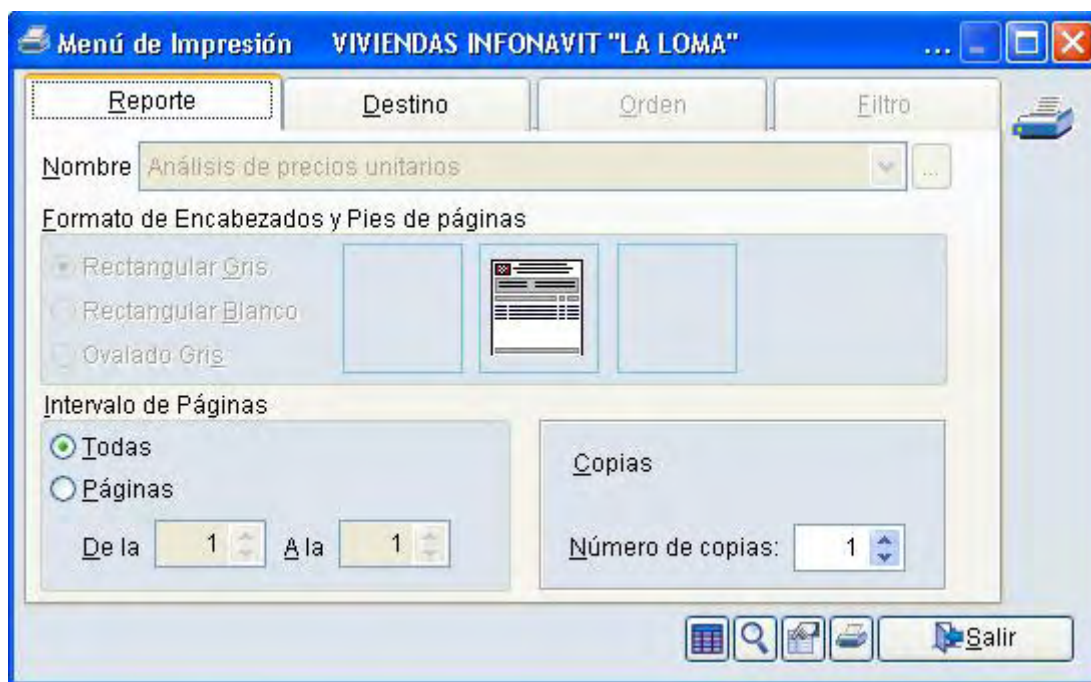 Menú de Impresión VIVIENDAS INFONAVIT "LA LOMA" ...
Reporte Destino Orden Filtro
Nombre Análisis de precios unitarios ...
Formato de Encabezados y Pies de páginas
Rectangular Gris
Rectangular Blanco
Ovalado Gris
Intervalo de Páginas
Todas
Páginas
De la 1 A la 1
Copias
Número de copias: 1
Salir